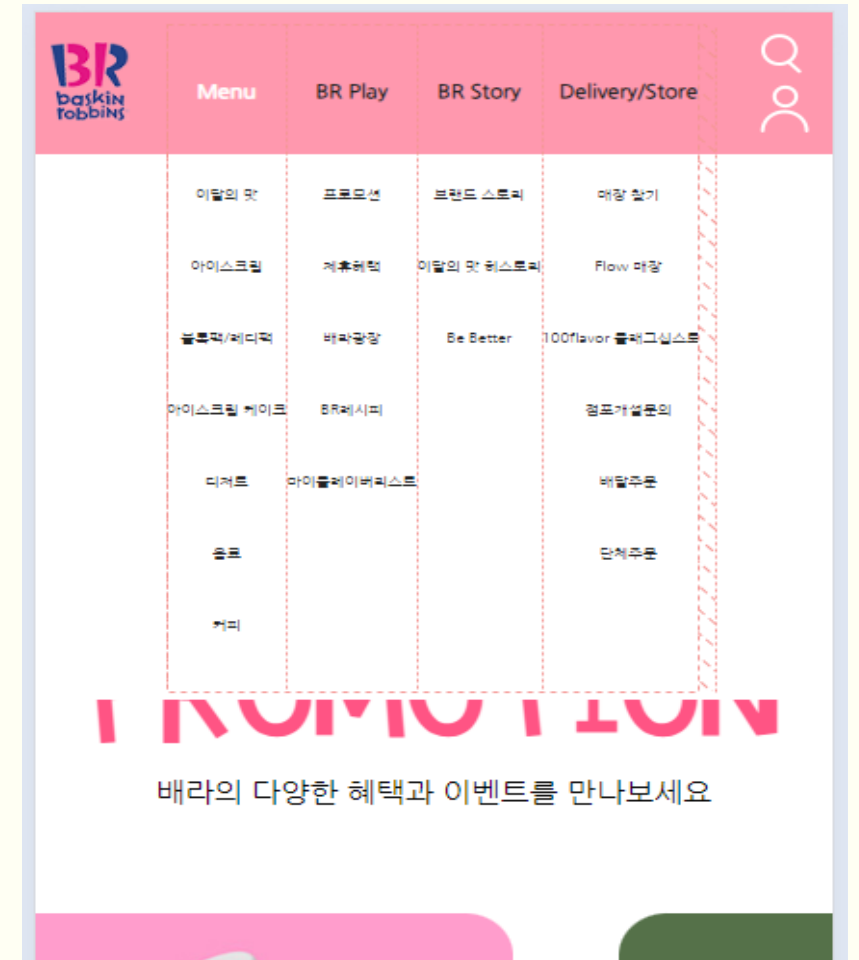 BR
baskin
robbins
Menu BR Play BR Story Delivery/Store
이달의 맛 프로모션 브랜드 스토리 매장 찾기
아이스크림 제휴혜택 이달의 맛 히스토리 Flow 매장
블록팩/레디팩 배라광장 Be Better 100flavor 플래그십스토
아이스크림 케이크 BR레시피 점포개설문의
디저트 마이플레이버리스트 배달주문
음료 단체주문
커피
PROMOTION
배라의 다양한 혜택과 이벤트를 만나보세요